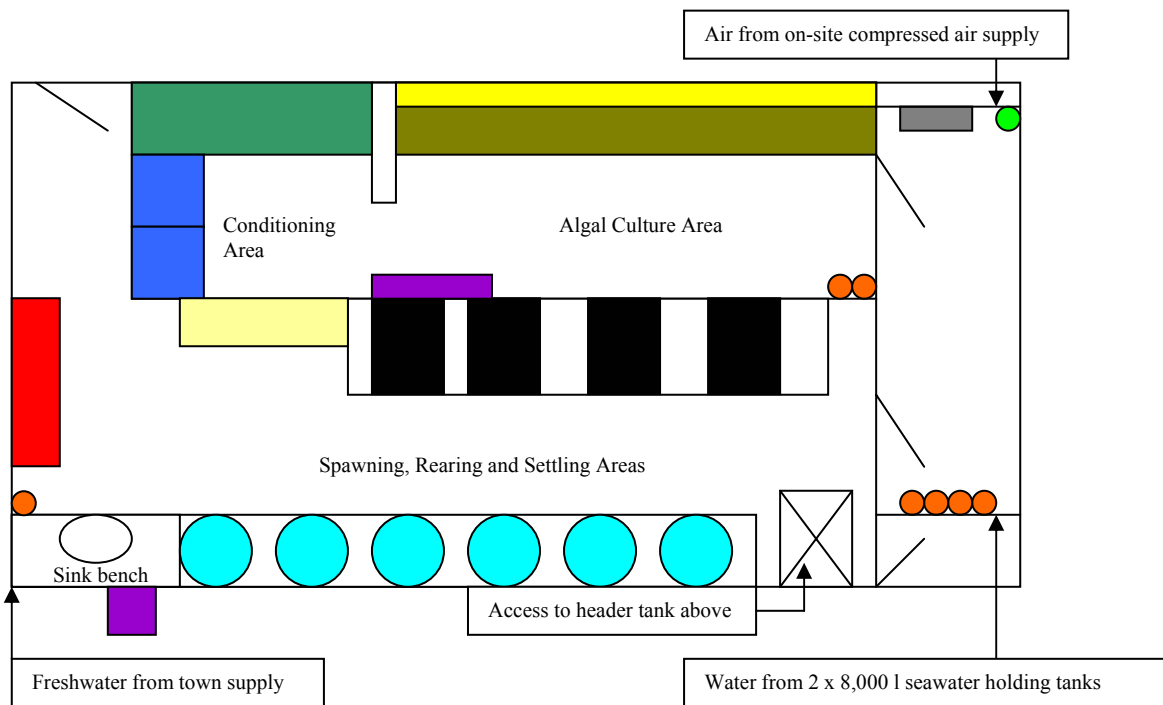 Air from on-site compressed air supply
Conditioning
Area
Algal Culture Area
Spawning, Rearing and Settling Areas
Sink bench
Access to header tank above
Freshwater from town supply
Water from 2 x 8,000 l seawater holding tanks